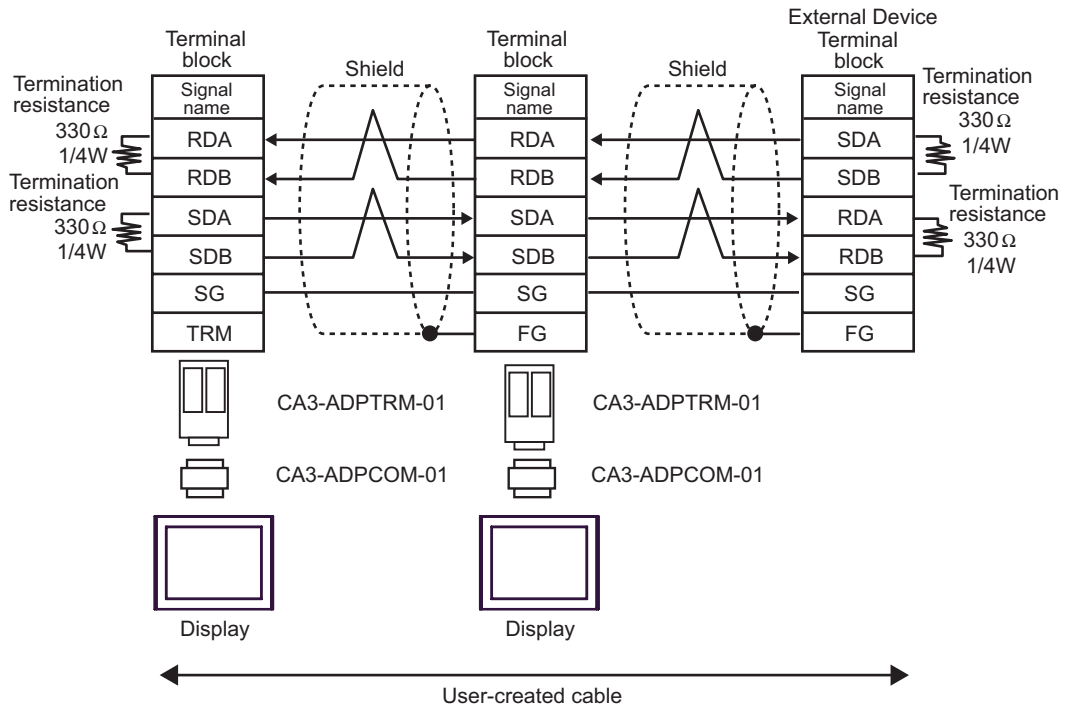 External Device
Terminal
block
Terminal
block
Terminal
block
Shield
Shield
Termination
resistance
330Ω
1/4W
Termination
resistance
330Ω
1/4W
Signal
name
RDA
RDB
SDA
SDB
SG
TRM
Signal
name
RDA
RDB
SDA
SDB
SG
FG
Signal
name
SDA
SDB
RDA
RDB
SG
FG
Termination
resistance
330Ω
1/4W
Termination
resistance
330Ω
1/4W
CA3-ADPTRM-01
CA3-ADPTRM-01
CA3-ADPCOM-01
CA3-ADPCOM-01
Display
Display
User-created cable